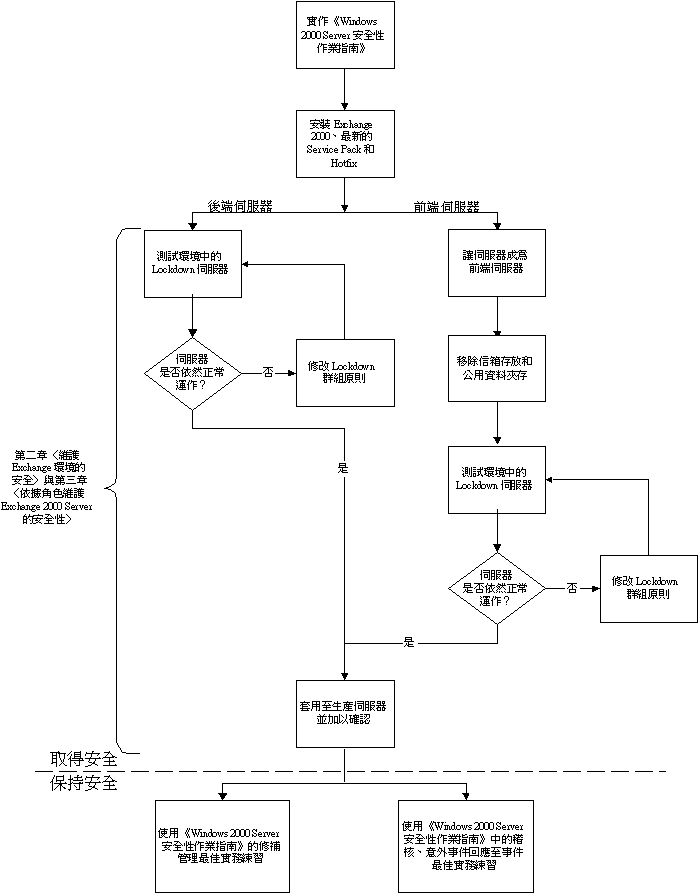 實作《Windows
2000 Server 安全性
作業指南》
安裝 Exchange
2000、最新的
Service Pack 和
Hotfix
後端伺服器
前端伺服器
測試環境中的
Lockdown 伺服器
讓伺服器成為
前端伺服器
伺服器
是否依然正常
運作？
否
修改 Lockdown
群組原則
移除信箱存放和
公用資料夾存
第二章〈維護
Exchange 環境的
安全〉與第三章
〈依據角色維護
Exchange 2000 Server
的安全性〉
是
測試環境中的
Lockdown 伺服器
伺服器
是否依然正常
運作？
否
修改 Lockdown
群組原則
是
套用至生產伺服器
並加以確認
取得安全
保持安全
使用《Windows 2000 Server
安全性作業指南》的修補
管理最佳實務練習
使用《Windows 2000 Server
安全性作業指南》中的稽
核、意外事件回應至事件
最佳實務練習